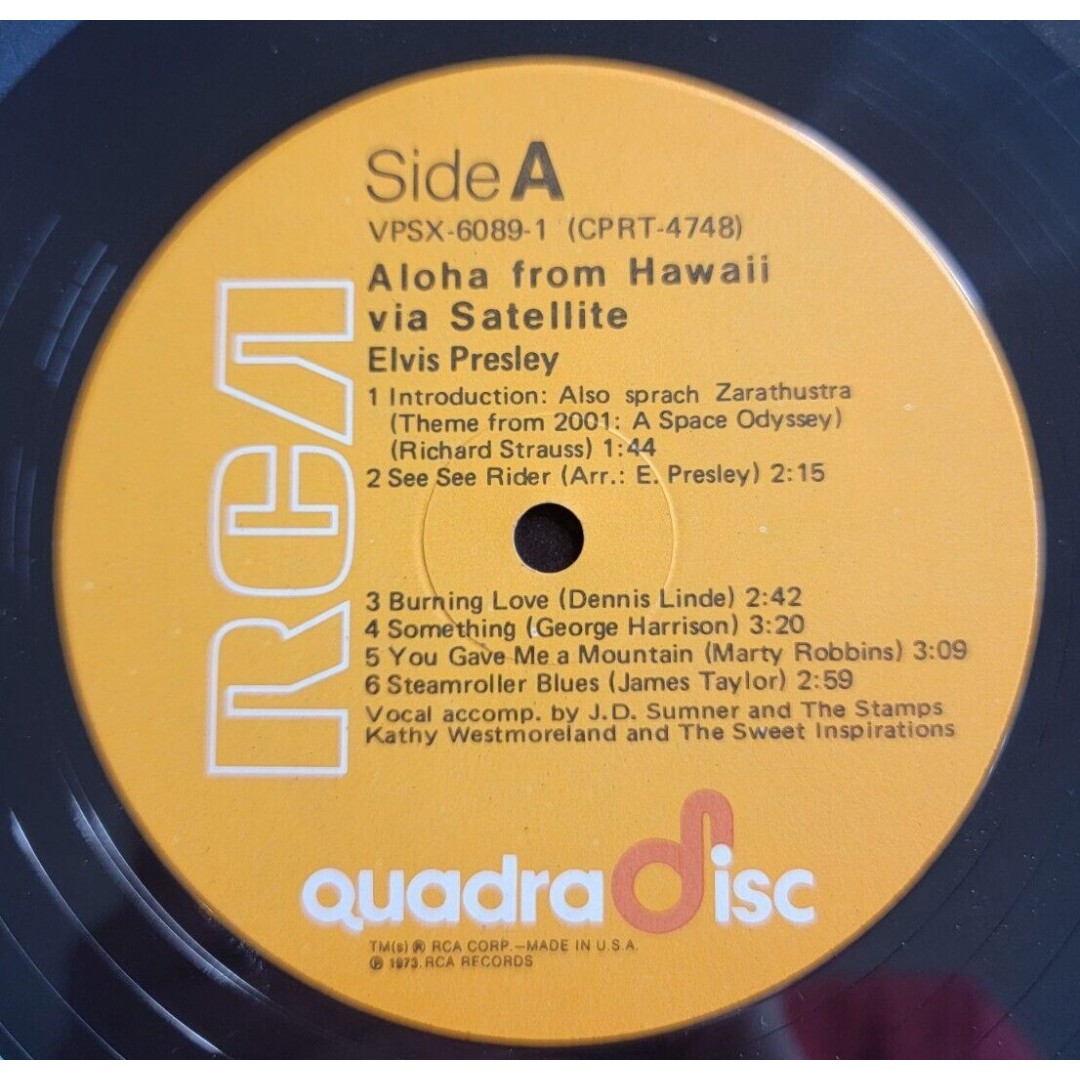 Side A
VPSX-6089-1 (CPRT-4748)
Aloha from Hawaii
via Satellite
Elvis Presley
1 Introduction: Also sprach Zarathustra
(Theme from 2001: A Space Odyssey)
(Richard Strauss) 1:44
2 See See Rider (Arr.: E. Presley) 2:15
3 Burning Love (Dennis Linde) 2:42
4 Something (George Harrison) 3:20
5 You Gave Me a Mountain (Marty Robbins) 3:09
6 Steamroller Blues (James Taylor) 2:59
Vocal accomp. by J.D. Sumner and The Stamps
Kathy Westmoreland and The Sweet Inspirations
RCA
quadradisc
TM(s) ® RCA CORP.—MADE IN U.S.A.
℗ 1973. RCA RECORDS